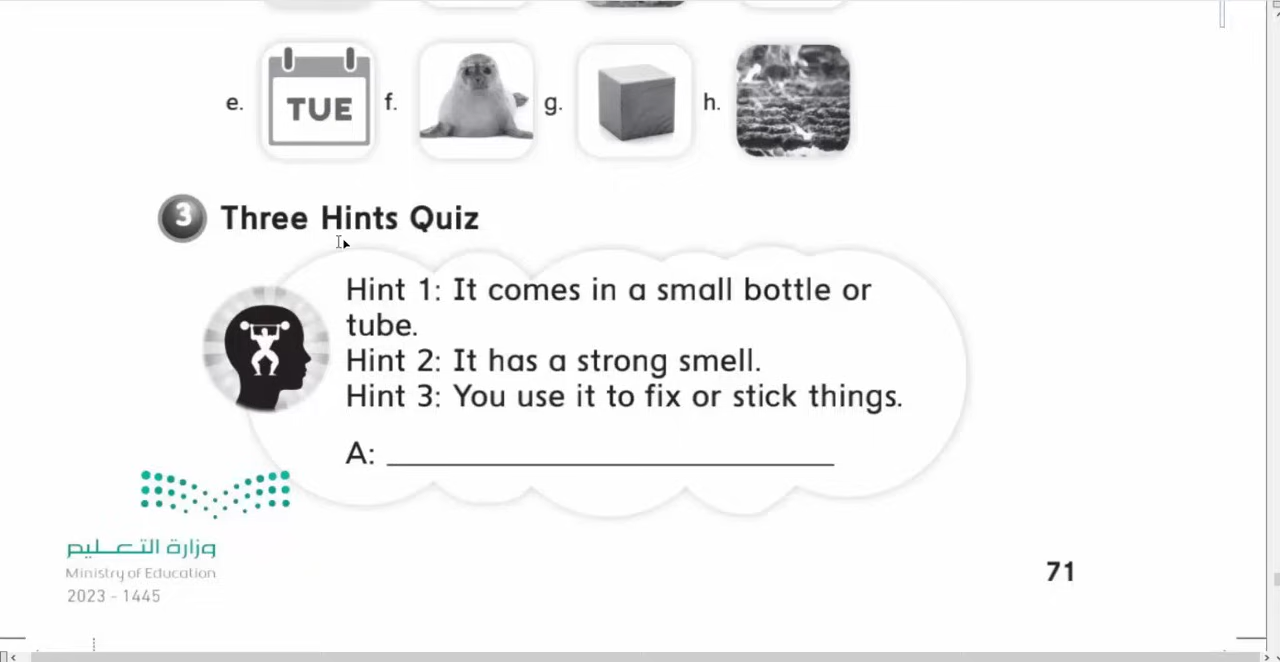 e.
TUE
f.
g.
h.
3 Three Hints Quiz
Hint 1: It comes in a small bottle or
tube.
Hint 2: It has a strong smell.
Hint 3: You use it to fix or stick things.
A:
وزارة التعليم
Ministry of Education
2023 - 1445
71